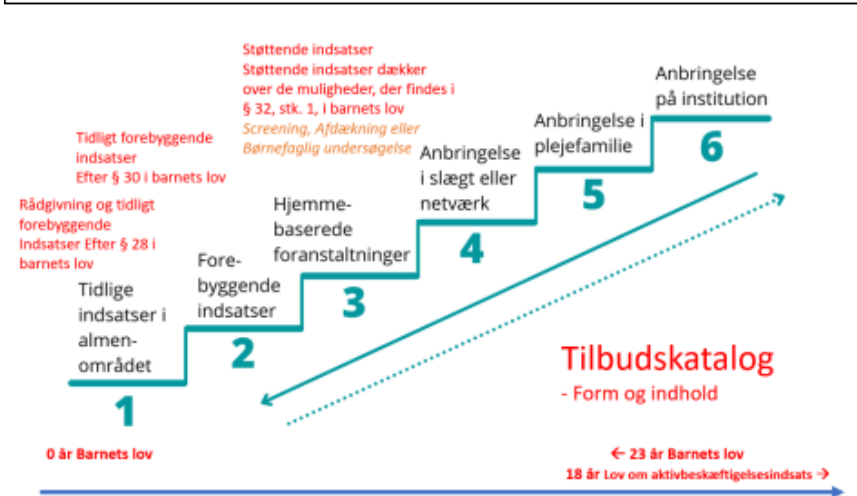 Støttende indsatser
Støttende indsatser dækker
over de muligheder, der findes i
§ 32, stk. 1, i barnets lov
Screening, Afdækning eller
Børnefaglig undersøgelse
Tidligt forebyggende
indsatser
Efter § 30 i barnets lov
Rådgivning og tidligt
forebyggende
Indsatser Efter § 28 i
barnets lov
Tidlige
indsatser i
almen-
området
1
Fore-
byggende
indsatser
2
Hjemme-
baserede
foranstaltninger
3
Anbringelse
i slægt eller
netværk
4
Anbringelse i
plejefamilie
5
Anbringelse
på institution
6
Tilbudskatalog
- Form og indhold
0 år Barnets lov
← 23 år Barnets lov
18 år Lov om aktivbeskæftigelsesindsats →